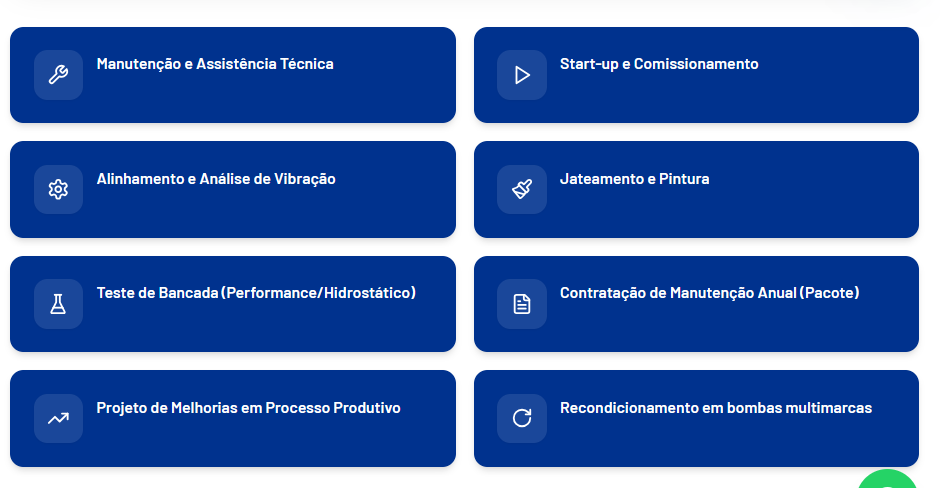 Manutenção e Assistência Técnica
Start-up e Comissionamento
Alinhamento e Análise de Vibração
Jateamento e Pintura
Teste de Bancada (Performance/Hidrostático)
Contratação de Manutenção Anual (Pacote)
Projeto de Melhorias em Processo Produtivo
Recondicionamento em bombas multimarcas